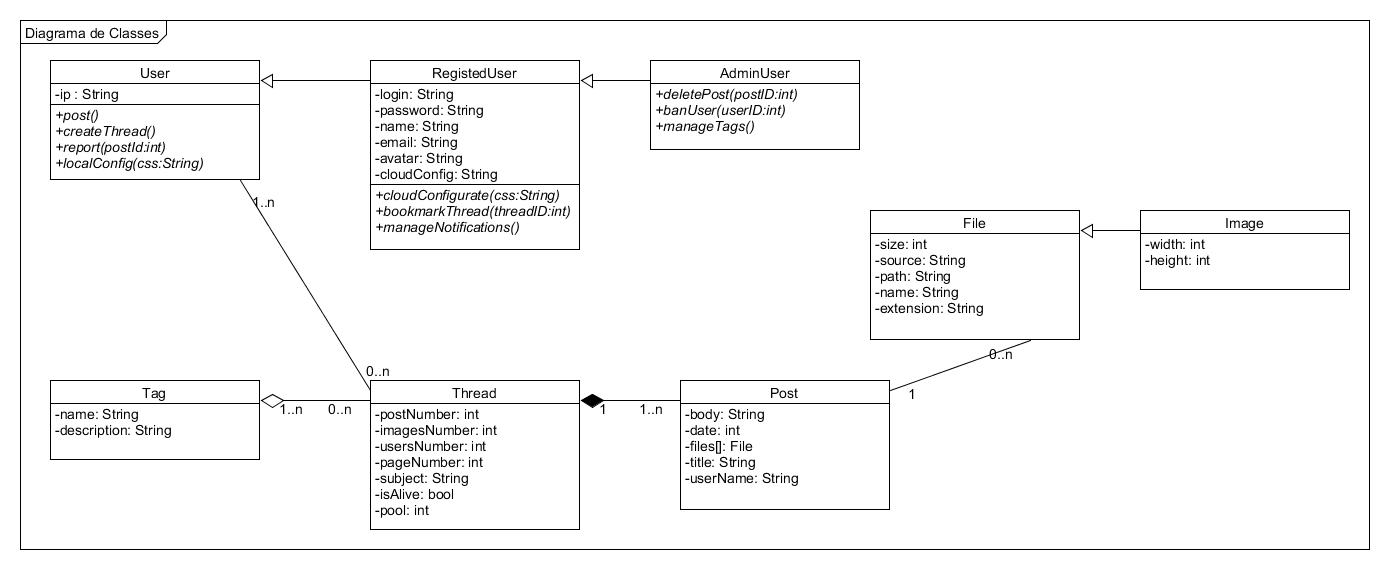 Diagrama de Classes
User
-ip : String
+post()
+createThread()
+report(postId:int)
+localConfig(css:String)
RegistedUser
-login: String
-password: String
-name: String
-email: String
-avatar: String
-cloudConfig: String
+cloudConfigurate(css:String)
+bookmarkThread(threadID:int)
+manageNotifications()
AdminUser
+deletePost(postID:int)
+banUser(userID:int)
+manageTags()
1..n
File
-size: int
-source: String
-path: String
-name: String
-extension: String
Image
-width: int
-height: int
0..n
0..n
1
Tag
-name: String
-description: String
1..n
0..n
Thread
-postNumber: int
-imagesNumber: int
-usersNumber: int
-pageNumber: int
-subject: String
-isAlive: bool
-pool: int
1
1..n
Post
-body: String
-date: int
-files[]: File
-title: String
-userName: String